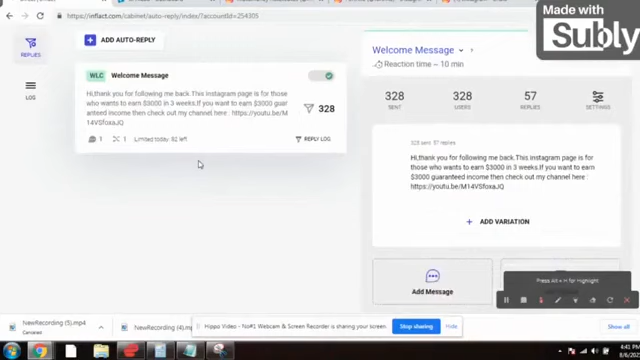 https://inflact.com/cabinet/auto-reply/index/?accountId=254305
Made with
Subly
REPLIES
LOG
ADD AUTO-REPLY
WLC Welcome Message
Hi,thank you for following me back.This instagram page is for those
who wants to earn $3000 in 3 weeks.If you want to earn $3000 guar
anteed income then check out my channel here : https://youtu.be/M
14VSfoxaJQ
328
1 1 Limited today: 82 left
REPLY LOG
Welcome Message
Reaction time ~ 10 min
328
SENT
328
USERS
57
REPLIES
SETTINGS
328 sent 57 replies
Hi,thank you for following me back.This instagram page is for
those who wants to earn $3000 in 3 weeks.If you want to earn
$3000 guaranteed income then check out my channel here :
https://youtu.be/M14VSfoxaJQ
+ ADD VARIATION
Add Message
Press Alt + H for highlight
NewRecording (5).mp4
Canceled
NewRecording (4).mp4
Hippo Video - No#1 Webcam & Screen Recorder is sharing your screen.
Stop sharing
Hide
Show all
4:41 PM